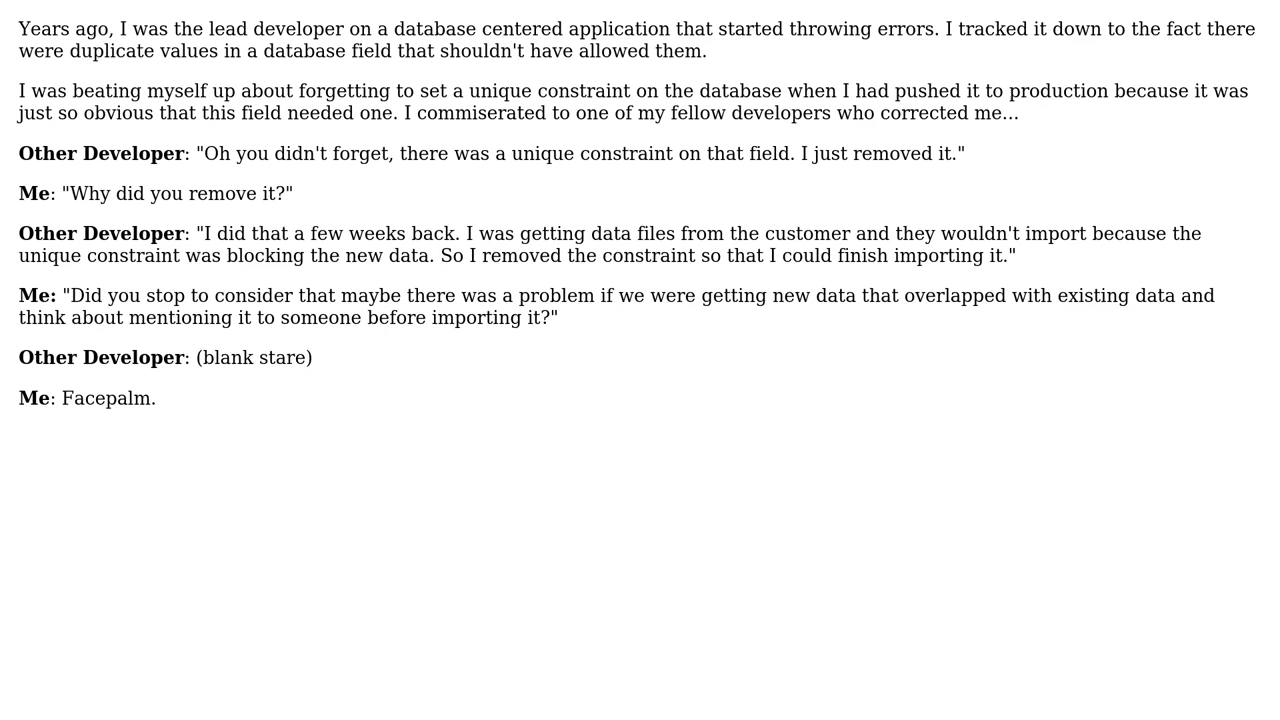 Years ago, I was the lead developer on a database centered application that started throwing errors. I tracked it down to the fact there
were duplicate values in a database field that shouldn't have allowed them.
I was beating myself up about forgetting to set a unique constraint on the database when I had pushed it to production because it was
just so obvious that this field needed one. I commiserated to one of my fellow developers who corrected me...
Other Developer: "Oh you didn't forget, there was a unique constraint on that field. I just removed it."
Me: "Why did you remove it?"
Other Developer: "I did that a few weeks back. I was getting data files from the customer and they wouldn't import because the
unique constraint was blocking the new data. So I removed the constraint so that I could finish importing it."
Me: "Did you stop to consider that maybe there was a problem if we were getting new data that overlapped with existing data and
think about mentioning it to someone before importing it?"
Other Developer: (blank stare)
Me: Facepalm.